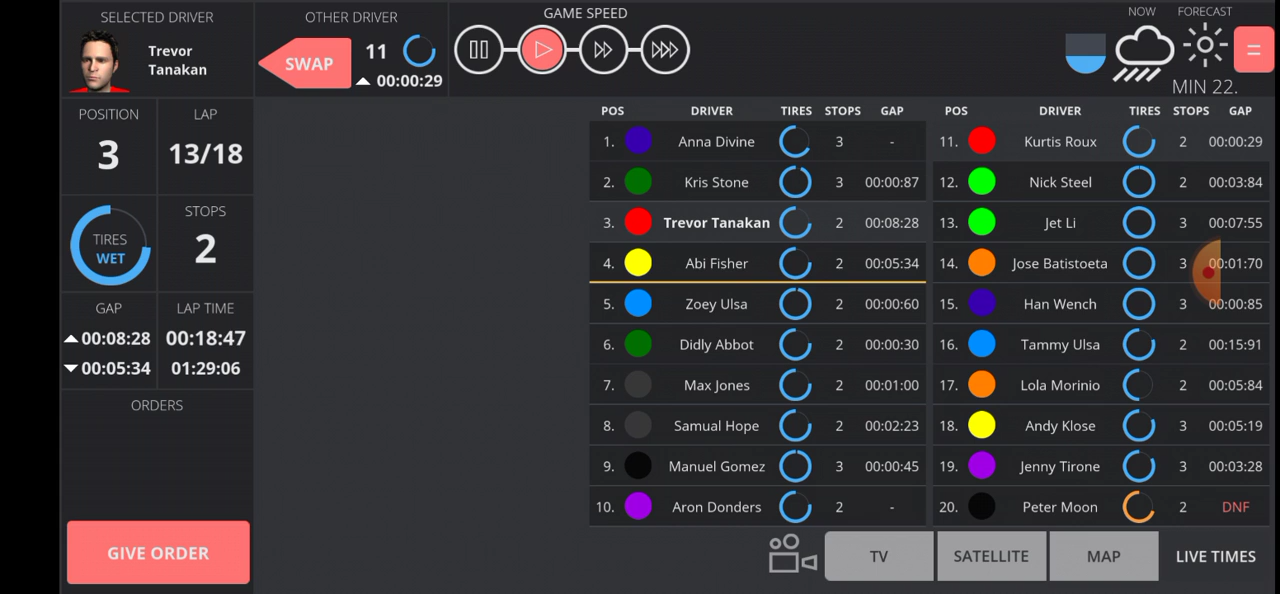 SELECTED DRIVER
Trevor
Tanakan
OTHER DRIVER
SWAP
11
00:00:29
GAME SPEED
NOW
FORECAST
MIN 22.
POSITION
3
LAP
13/18
TIRES
WET
STOPS
2
GAP
00:08:28
00:05:34
LAP TIME
00:18:47
01:29:06
ORDERS
GIVE ORDER
POS DRIVER TIRES STOPS GAP
1. Anna Divine 3 -
2. Kris Stone 3 00:00:87
3. Trevor Tanakan 2 00:08:28
4. Abi Fisher 2 00:05:34
5. Zoey Ulsa 2 00:00:60
6. Didly Abbot 2 00:00:30
7. Max Jones 2 00:01:00
8. Samual Hope 2 00:02:23
9. Manuel Gomez 3 00:00:45
10. Aron Donders 2 -
POS DRIVER TIRES STOPS GAP
11. Kurtis Roux 2 00:00:29
12. Nick Steel 2 00:03:84
13. Jet Li 3 00:07:55
14. Jose Batistoeta 3 00:01:70
15. Han Wench 3 00:00:85
16. Tammy Ulsa 2 00:15:91
17. Lola Morinio 2 00:05:84
18. Andy Klose 3 00:05:19
19. Jenny Tirone 3 00:03:28
20. Peter Moon 2 DNF
TV
SATELLITE
MAP
LIVE TIMES